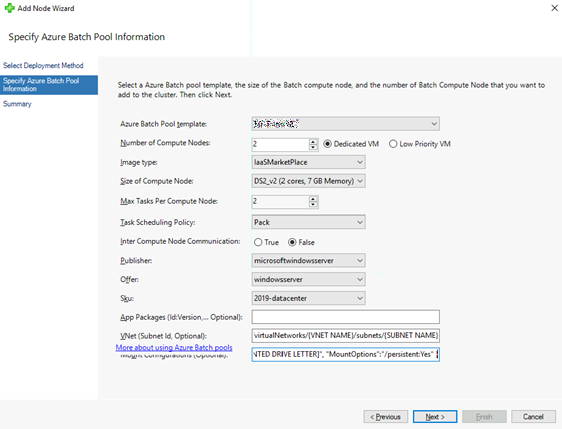 Add Node Wizard
Specify Azure Batch Pool Information
Select Deployment Method
Specify Azure Batch Pool
Information
Summary
Select a Azure Batch pool template, the size of the Batch compute node, and the number of Batch Compute Node that you want to
add to the cluster. Then click Next.
Azure Batch Pool template:
Number of Compute Nodes: 2 Dedicated VM Low Priority VM
Image type: IaaSMarketPlace
Size of Compute Node: DS2_v2 (2 cores, 7 GB Memory)
Max Tasks Per Compute Node: 2
Task Scheduling Policy: Pack
Inter Compute Node Communication: True False
Publisher: microsoftwindowsserver
Offer: windowsserver
Sku: 2019-datacenter
App Packages (Id:Version,... Optional):
VNet (Subnet Id, Optional): virtualNetworks/{VNET NAME}/subnets/{SUBNET NAME}
More about using Azure Batch pools
Mount Configurations (Optional): NTED DRIVE LETTER]", "MountOptions":"/persistent:Yes"
< Previous Next > Finish Cancel